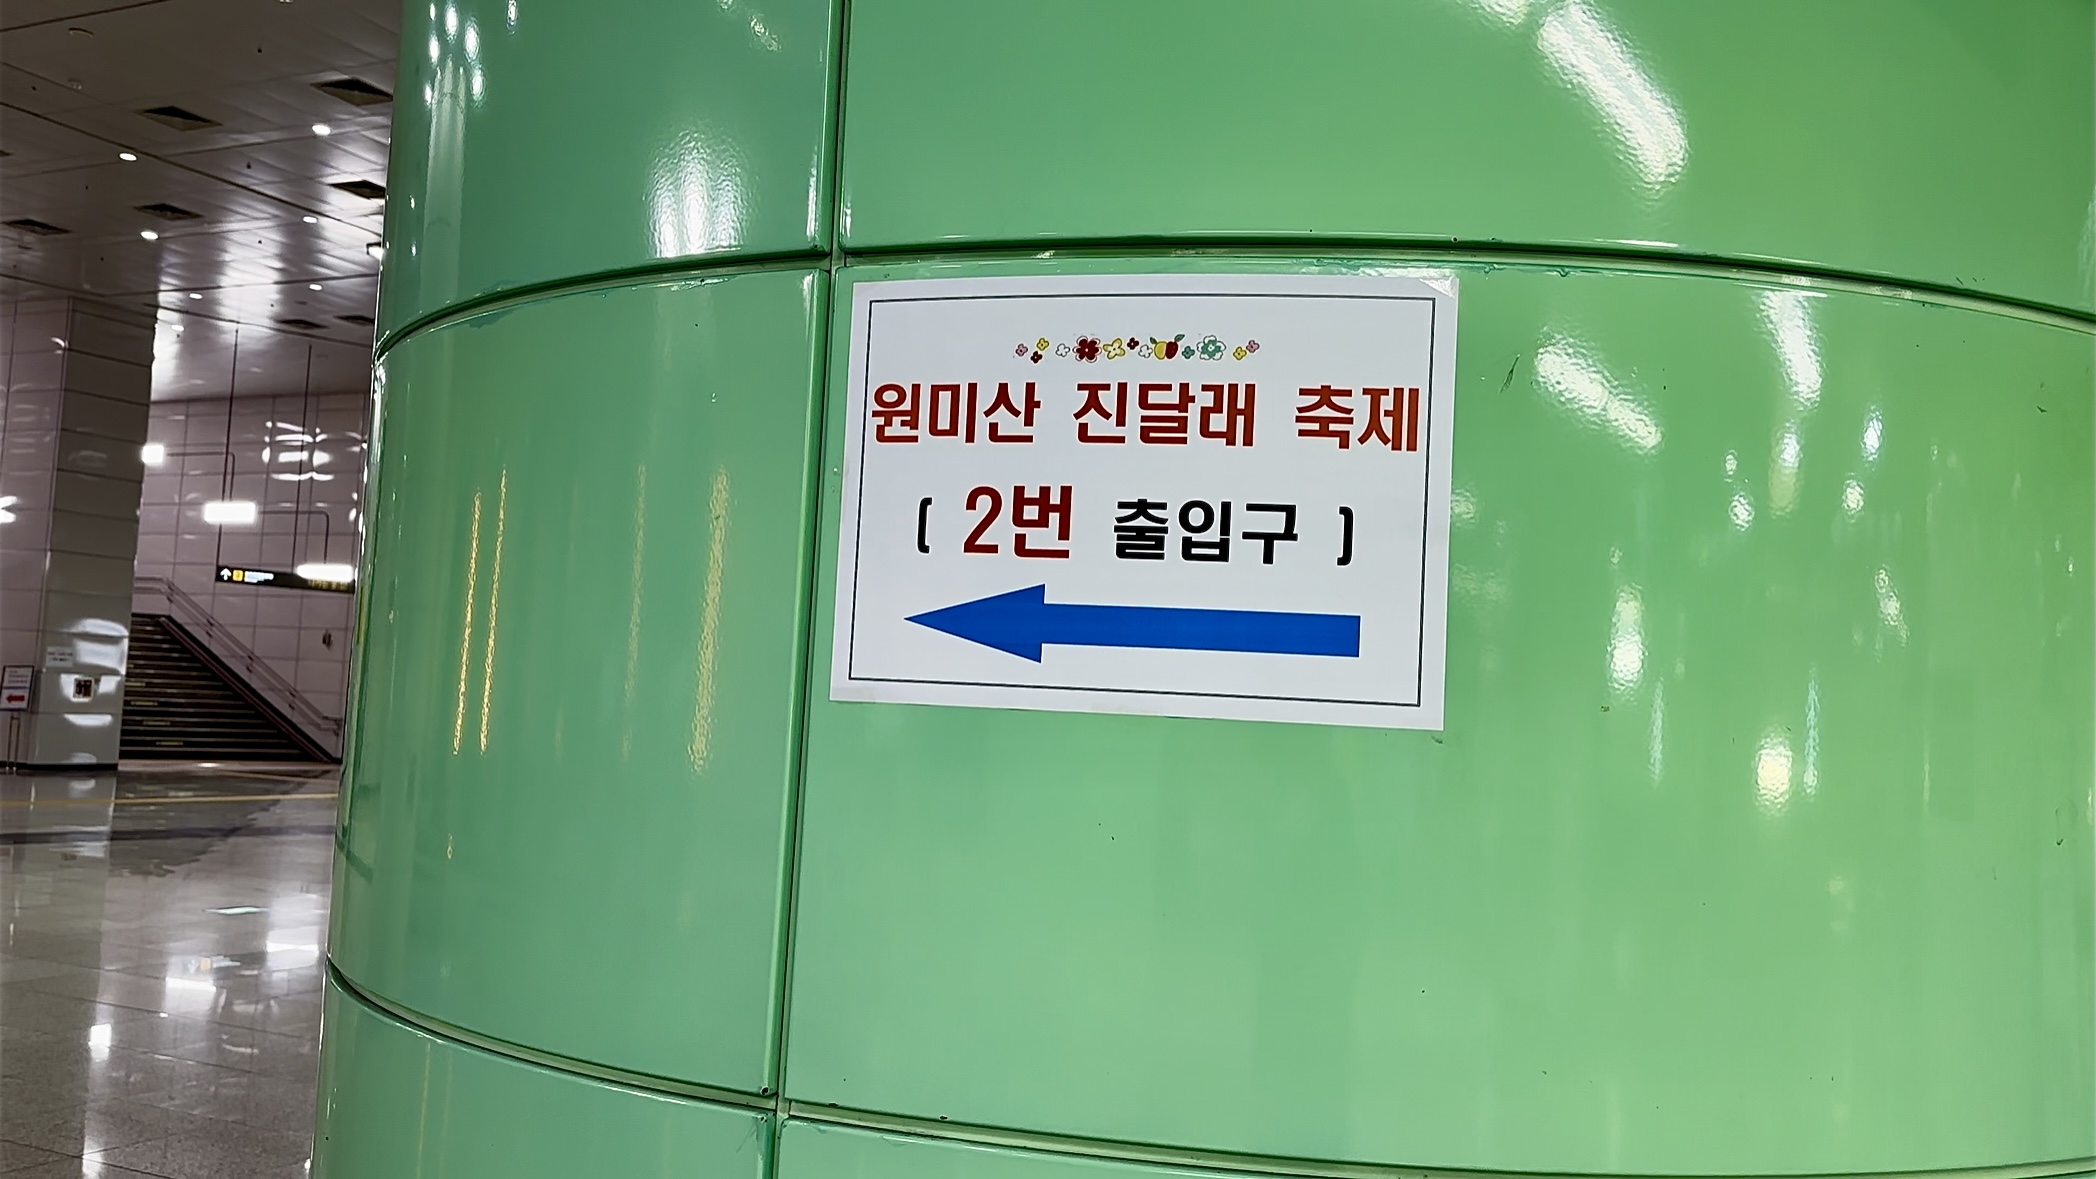 원미산 진달래 축제
( 2번 출입구 )